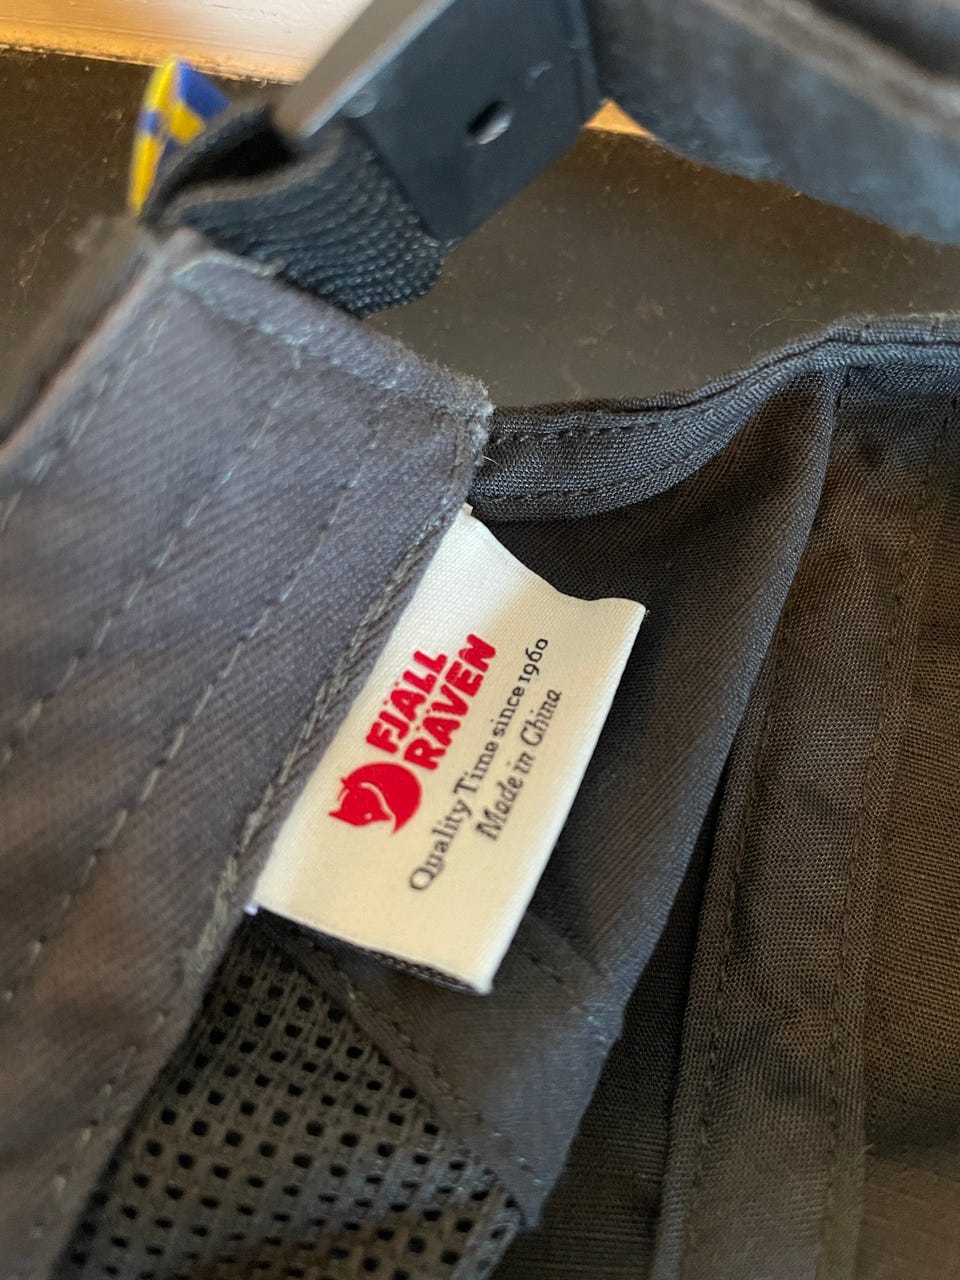 FJÄLL
RÄVEN
Quality Time since 1960
Made in China